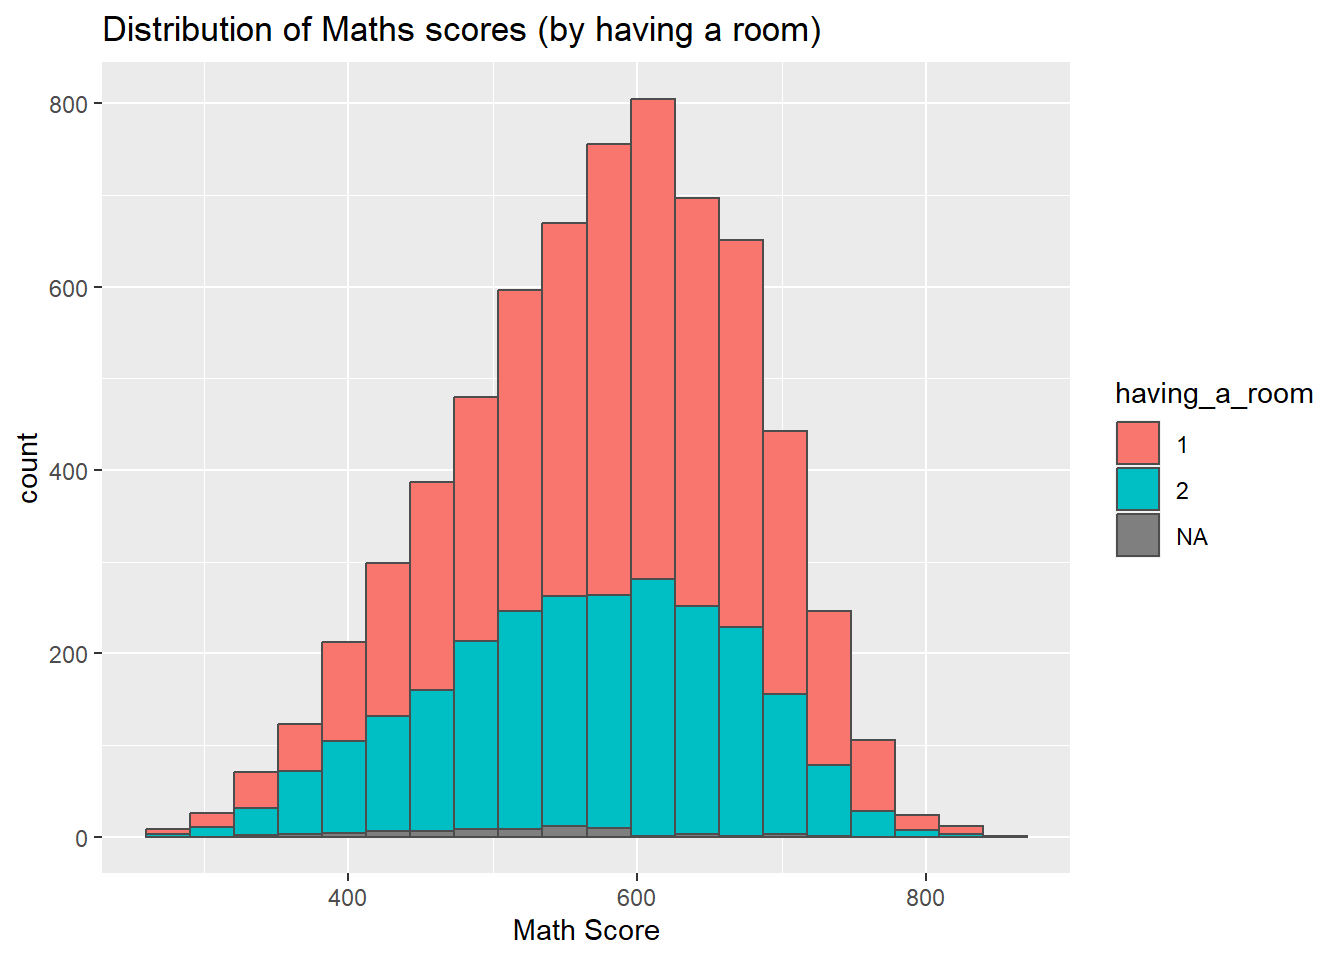 Distribution of Maths scores (by having a room)
800
600
400
200
0
count
400 600 800
Math Score
having_a_room
1
2
NA